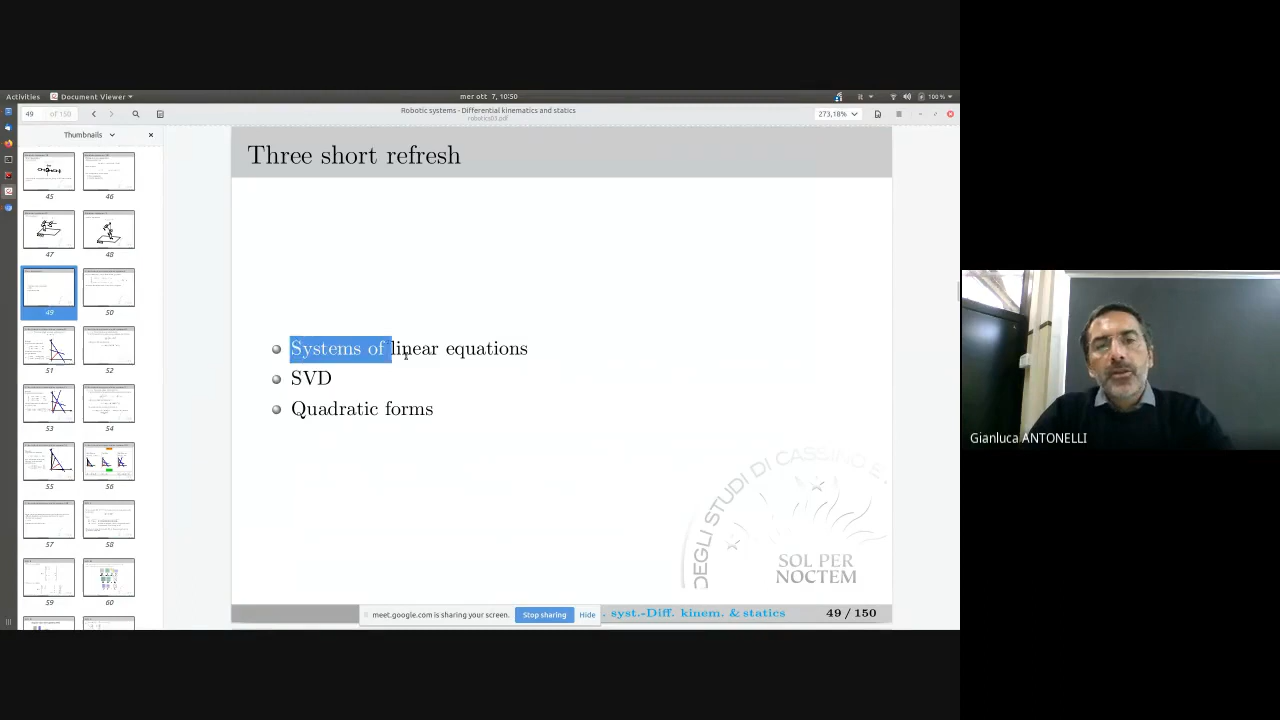 Activities
Document Viewer
mer ott 7, 10:50
100 %
49
of 150
Robotic systems - Differential kinematics and statics
robotics03.pdf
273,18%
Thumbnails
45
46
47
48
49
50
51
52
53
54
55
56
57
58
59
60
Three short refresh
Systems of linear equations
SVD
Quadratic forms
DEGLI STUDI DI CASSINO E
SOL PER
NOCTEM
meet.google.com is sharing your screen.
Stop sharing
Hide
. syst.-Diff. kinem. & statics
49 / 150
Gianluca ANTONELLI